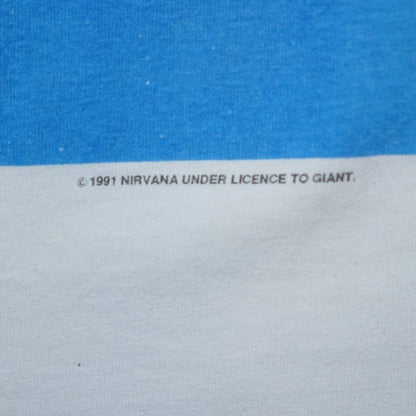 © 1991 NIRVANA UNDER LICENCE TO GIANT.